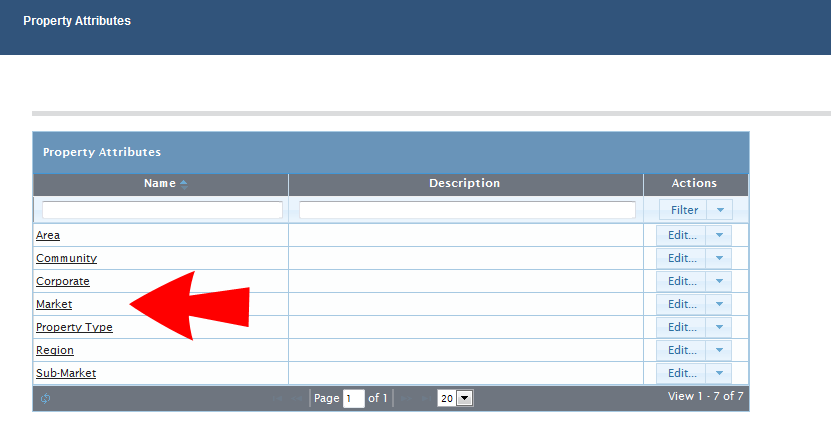 Property Attributes
Property Attributes
Name Description Actions
Filter
Area Edit...
Community Edit...
Corporate Edit...
Market Edit...
Property Type Edit...
Region Edit...
Sub-Market Edit...
Page 1 of 1 20 View 1 - 7 of 7